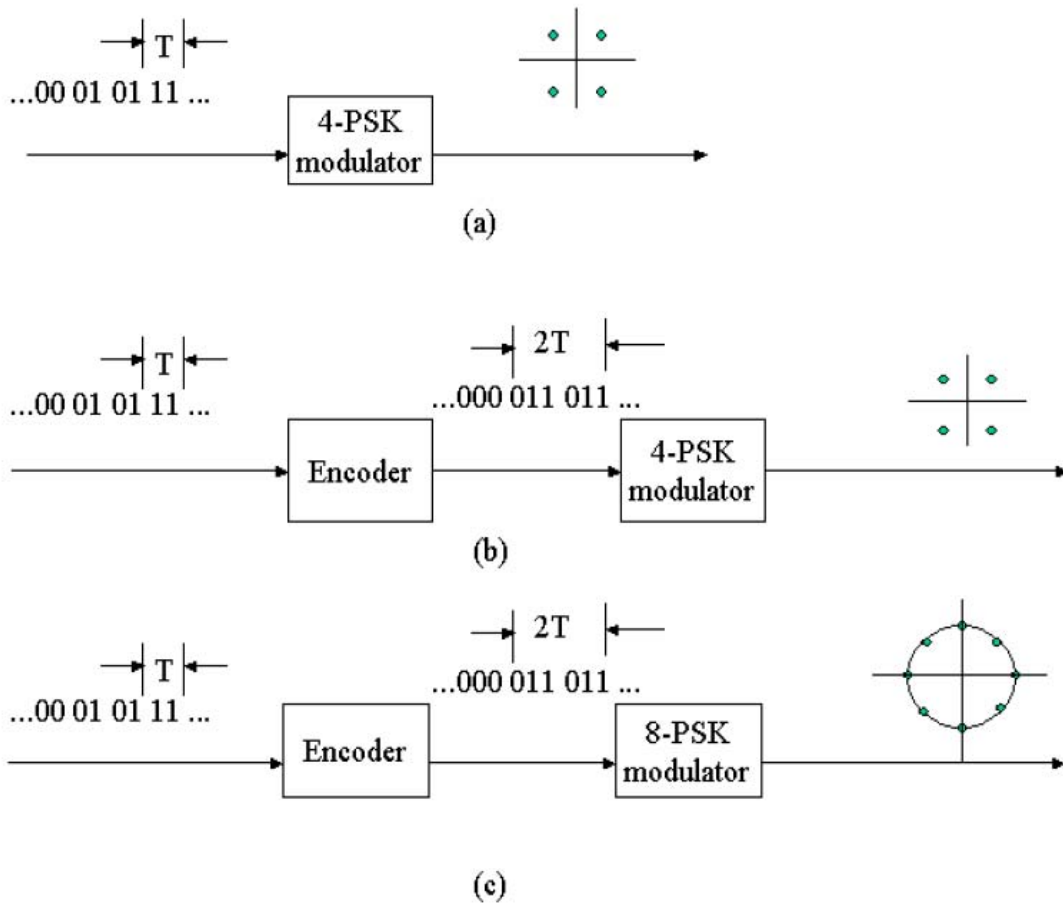 T
...00 01 01 11 ...
4-PSK
modulator
(a)
T
2T
...00 01 01 11 ...
...000 011 011 ...
Encoder
4-PSK
modulator
(b)
T
2T
...00 01 01 11 ...
...000 011 011 ...
Encoder
8-PSK
modulator
(c)